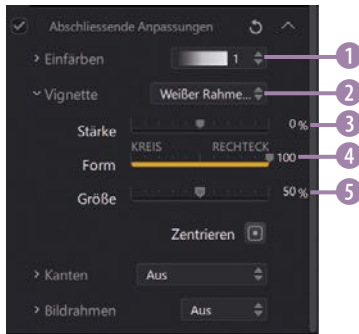 Abschliessende Anpassungen
Einfärben 1 1
Vignette Weißer Rahme... 2
Stärke 0 % 3
KREIS RECHTECK
Form 100 4
Größe 50 % 5
Zentrieren
Kanten Aus
Bildrahmen Aus